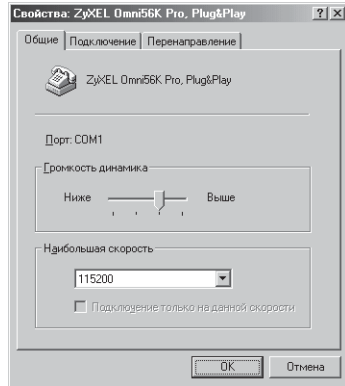 Свойства: ZyXEL Omni56K Pro, Plug&Play
Общие Подключение Перенаправление
ZyXEL Omni56K Pro, Plug&Play
Порт: COM1
Громкость динамика
Ниже Выше
Наибольшая скорость
115200
Подключение только на данной скорости
OK Отмена